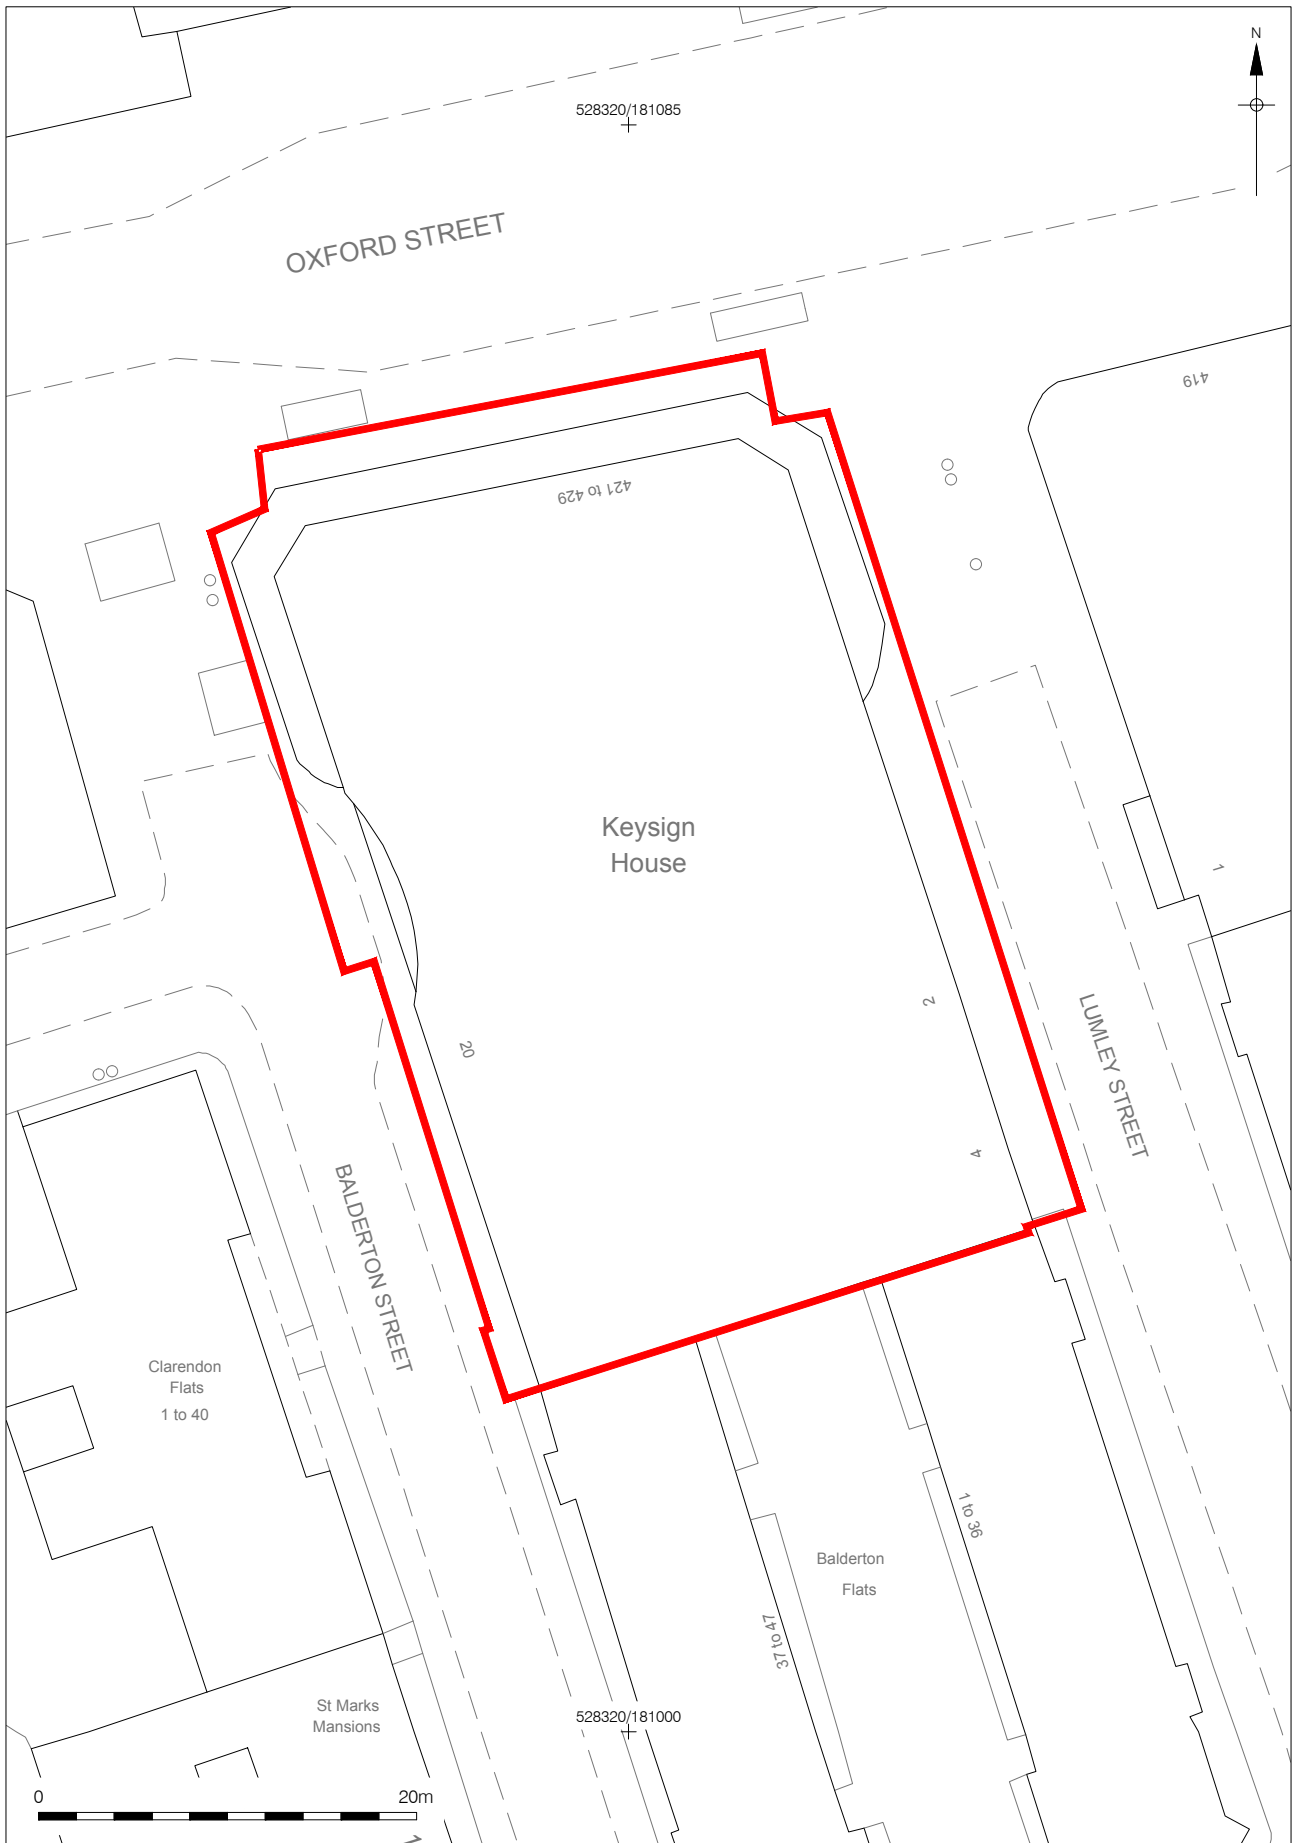 N
528320/181085
OXFORD STREET
419
421 to 429
Keysign
House
1
2
20
LUMLEY STREET
4
BALDERTON STREET
Clarendon
Flats
1 to 40
1 to 36
Balderton
Flats
37 to 47
St Marks
Mansions
528320/181000
0
20m
1